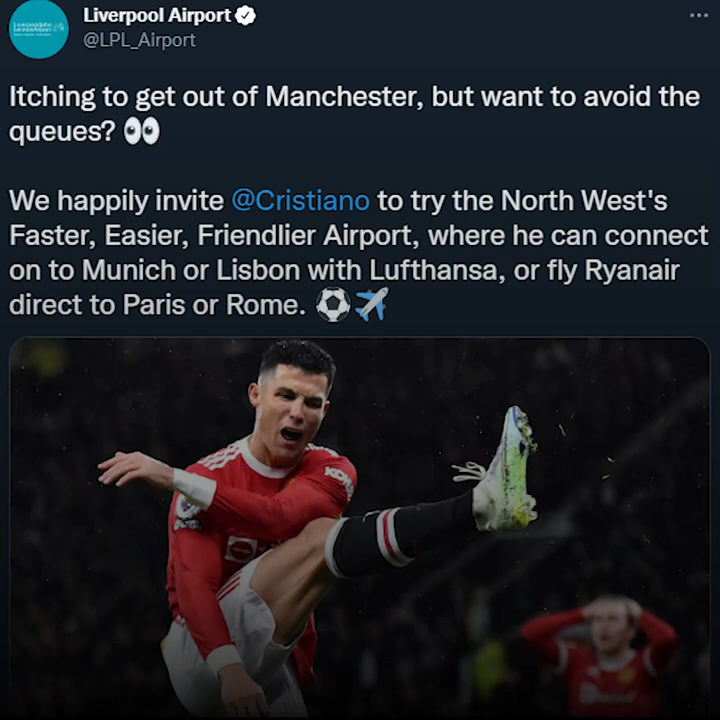 Liverpool Airport
@LPL_Airport
Itching to get out of Manchester, but want to avoid the
queues? 👀
We happily invite @Cristiano to try the North West's
Faster, Easier, Friendlier Airport, where he can connect
on to Munich or Lisbon with Lufthansa, or fly Ryanair
direct to Paris or Rome. ⚽✈️
KOHLER